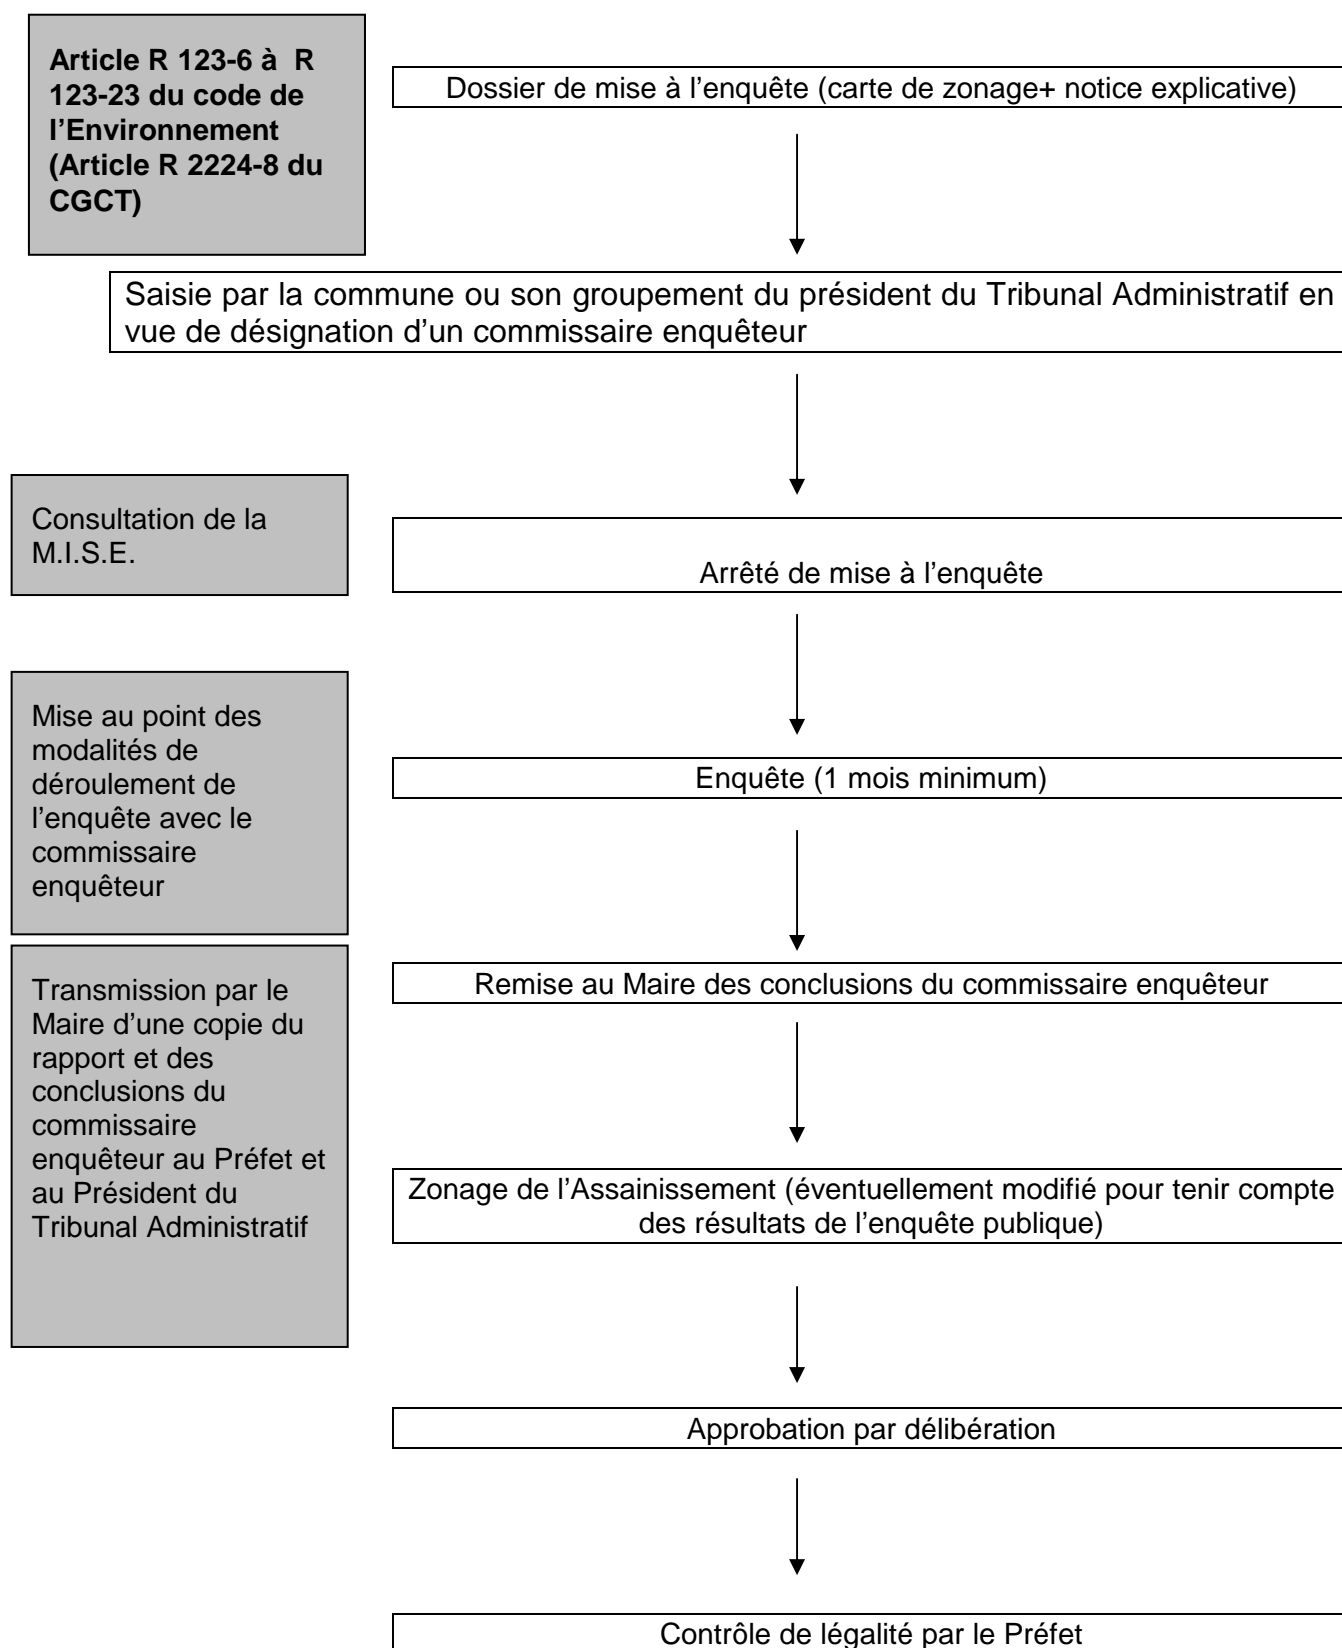 Article R 123-6 à  R
123-23 du code de
l’Environnement
(Article R 2224-8 du
CGCT)
Dossier de mise à l’enquête (carte de zonage+ notice explicative)
Saisie par la commune ou son groupement du président du Tribunal Administratif en
vue de désignation d’un commissaire enquêteur
Consultation de la
M.I.S.E.
Arrêté de mise à l’enquête
Mise au point des
modalités de
déroulement de
l’enquête avec le
commissaire
enquêteur
Enquête (1 mois minimum)
Transmission par le
Maire d’une copie du
rapport et des
conclusions du
commissaire
enquêteur au Préfet et
au Président du
Tribunal Administratif
Remise au Maire des conclusions du commissaire enquêteur
Zonage de l’Assainissement (éventuellement modifié pour tenir compte
des résultats de l’enquête publique)
Approbation par délibération
Contrôle de légalité par le Préfet